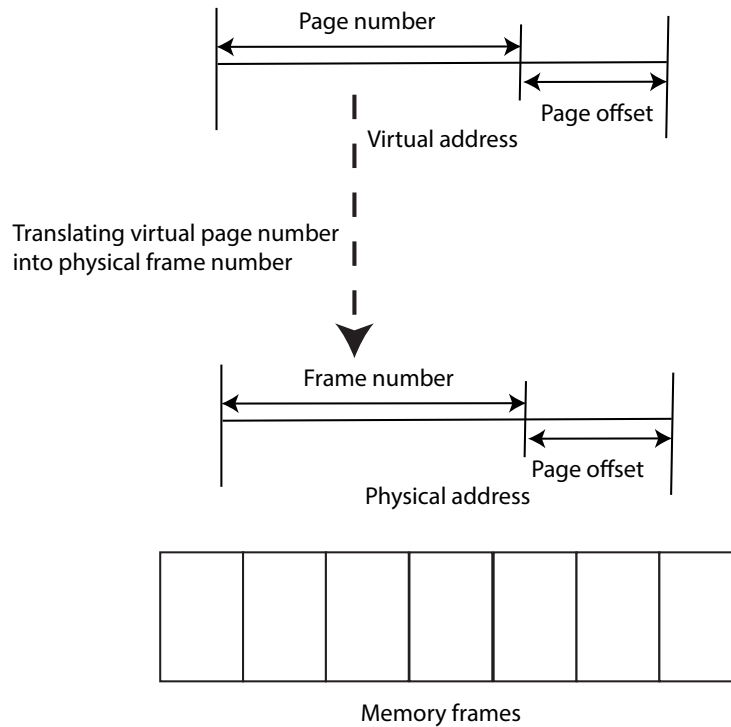 Page number
Page offset
Virtual address
Translating virtual page number
into physical frame number
Frame number
Page offset
Physical address
Memory frames